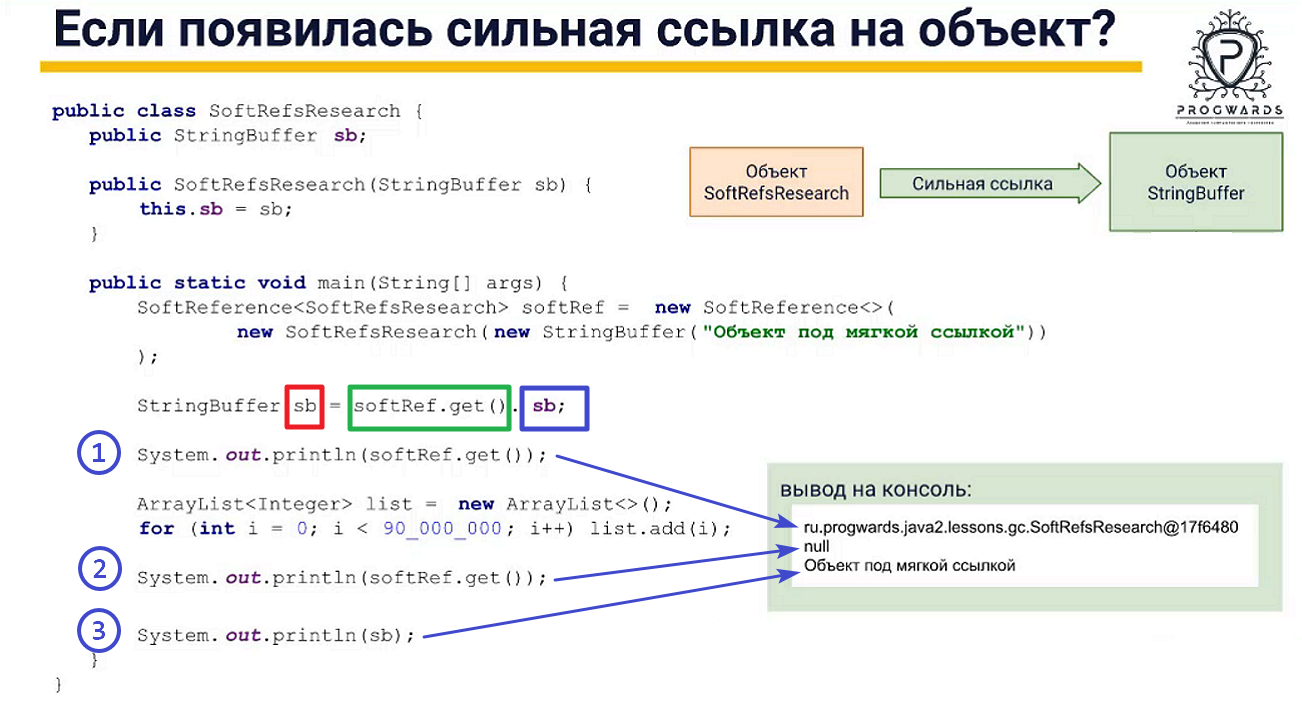 Если появилась сильная ссылка на объект?
PROGWARDS
public class SoftRefsResearch {
public StringBuffer sb;
public SoftRefsResearch(StringBuffer sb) {
this.sb = sb;
}
Объект
SoftRefsResearch
Сильная ссылка
Объект
StringBuffer
public static void main(String[] args) {
SoftReference<SoftRefsResearch> softRef = new SoftReference<>(
new SoftRefsResearch(new StringBuffer("Объект под мягкой ссылкой"))
);
StringBuffer sb = softRef.get(). sb;
1 System.out.println(softRef.get());
ArrayList<Integer> list = new ArrayList<>();
for (int i = 0; i < 90_000_000; i++) list.add(i);
2 System.out.println(softRef.get());
3 System.out.println(sb);
}
}
вывод на консоль:
ru.progwards.java2.lessons.gc.SoftRefsResearch@17f6480
null
Объект под мягкой ссылкой